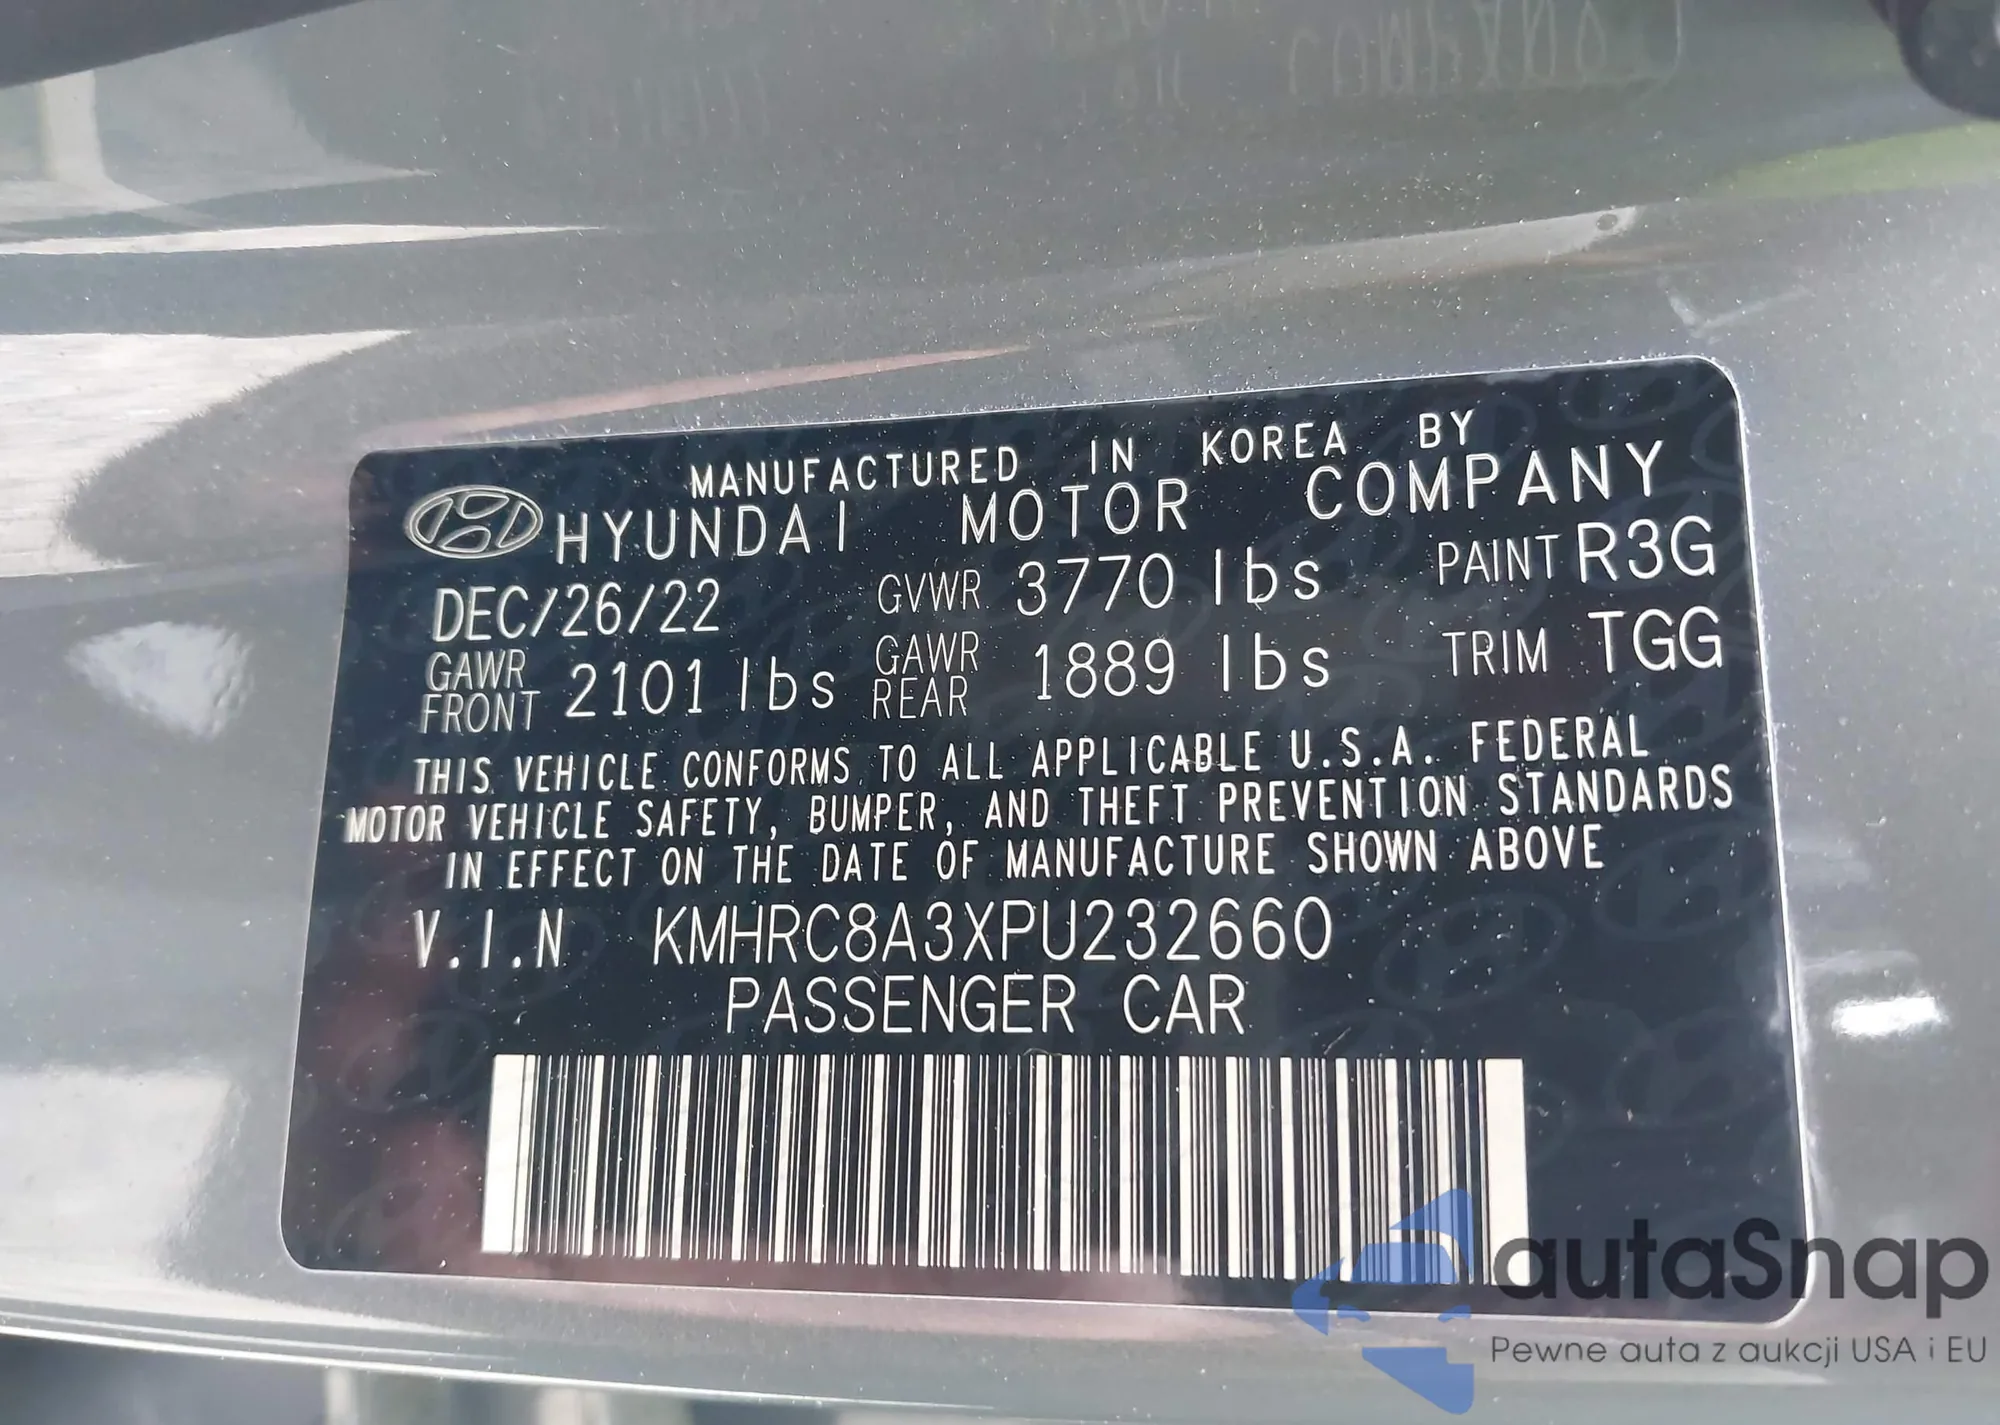 MANUFACTURED IN KOREA BY
HYUNDAI MOTOR COMPANY
DEC/26/22 GVWR 3770 lbs PAINT R3G
GAWR FRONT 2101 lbs GAWR REAR 1889 lbs TRIM TGG
THIS VEHICLE CONFORMS TO ALL APPLICABLE U.S.A. FEDERAL
MOTOR VEHICLE SAFETY, BUMPER, AND THEFT PREVENTION STANDARDS
IN EFFECT ON THE DATE OF MANUFACTURE SHOWN ABOVE
V.I.N KMHRC8A3XPU232660
PASSENGER CAR
autaSnap
Pewne auta z aukcji USA i EU